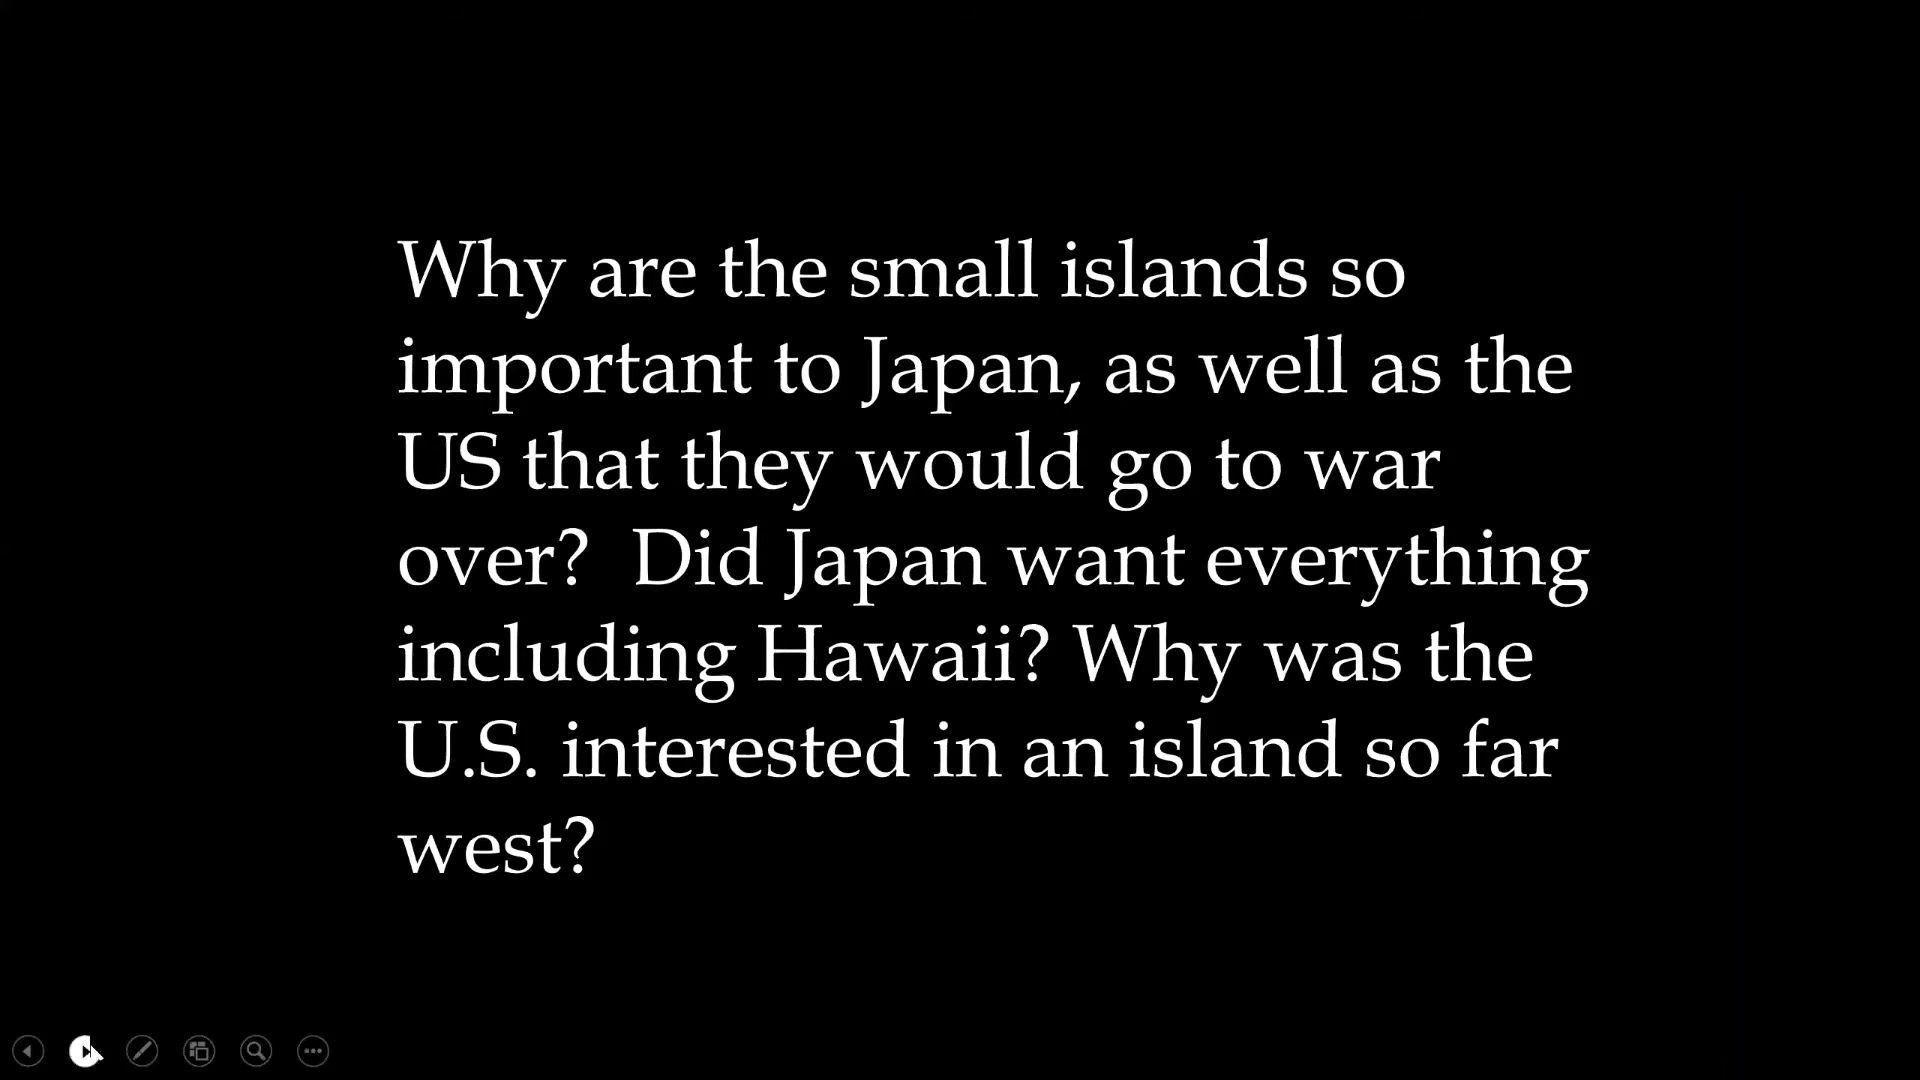 Why are the small islands so
important to Japan, as well as the
US that they would go to war
over?  Did Japan want everything
including Hawaii? Why was the
U.S. interested in an island so far
west?